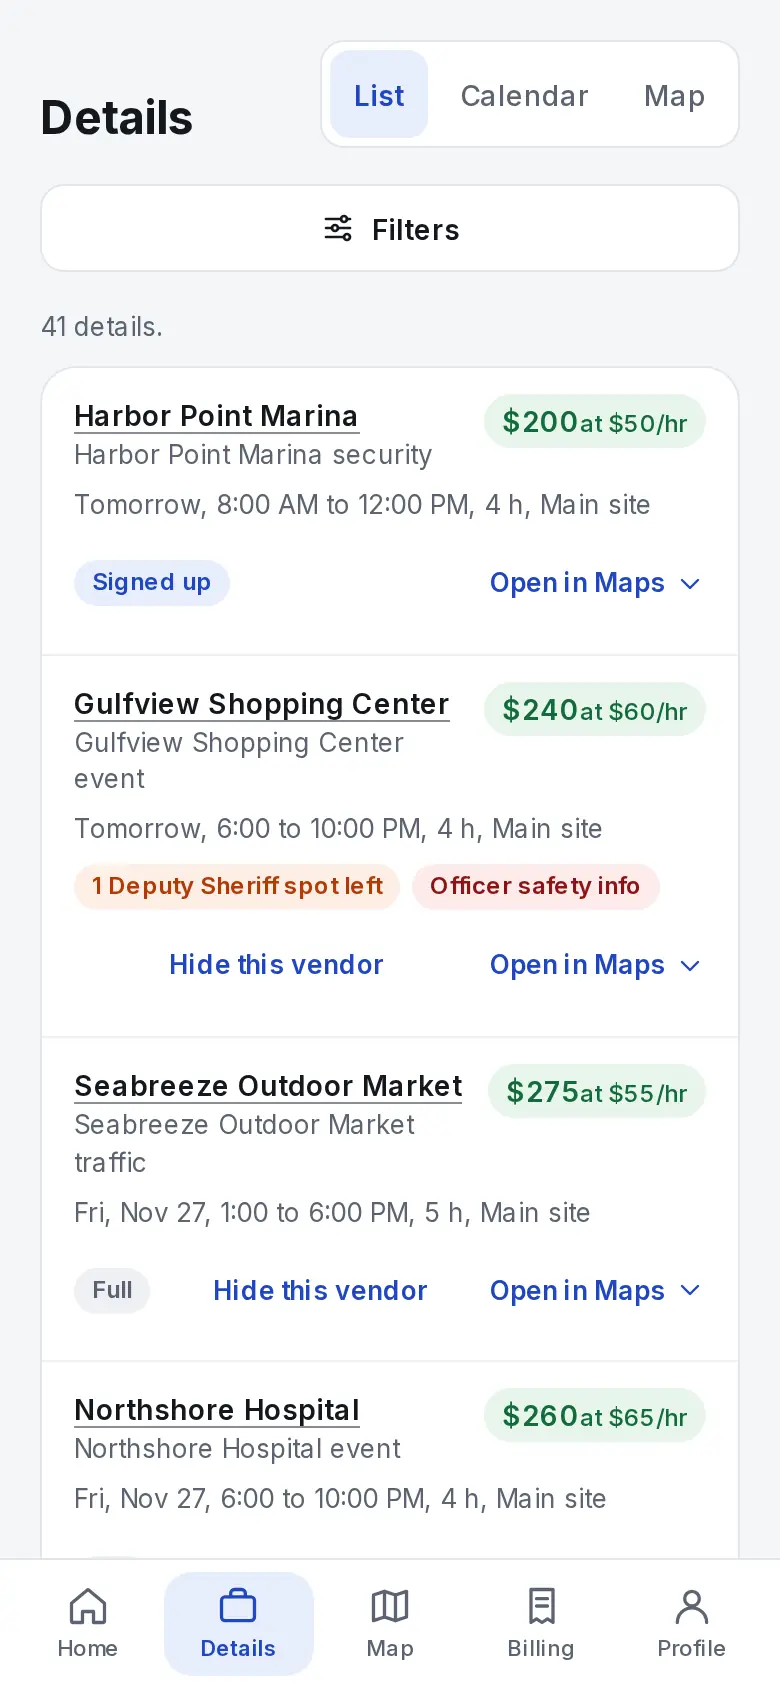 Details
List
Calendar
Map
Filters
41 details.
Harbor Point Marina
$200 at $50/hr
Harbor Point Marina security
Tomorrow, 8:00 AM to 12:00 PM, 4 h, Main site
Signed up
Open in Maps
Gulfview Shopping Center
$240 at $60/hr
Gulfview Shopping Center
event
Tomorrow, 6:00 to 10:00 PM, 4 h, Main site
1 Deputy Sheriff spot left
Officer safety info
Hide this vendor
Open in Maps
Seabreeze Outdoor Market
$275 at $55/hr
Seabreeze Outdoor Market
traffic
Fri, Nov 27, 1:00 to 6:00 PM, 5 h, Main site
Full
Hide this vendor
Open in Maps
Northshore Hospital
$260 at $65/hr
Northshore Hospital event
Fri, Nov 27, 6:00 to 10:00 PM, 4 h, Main site
Home
Details
Map
Billing
Profile